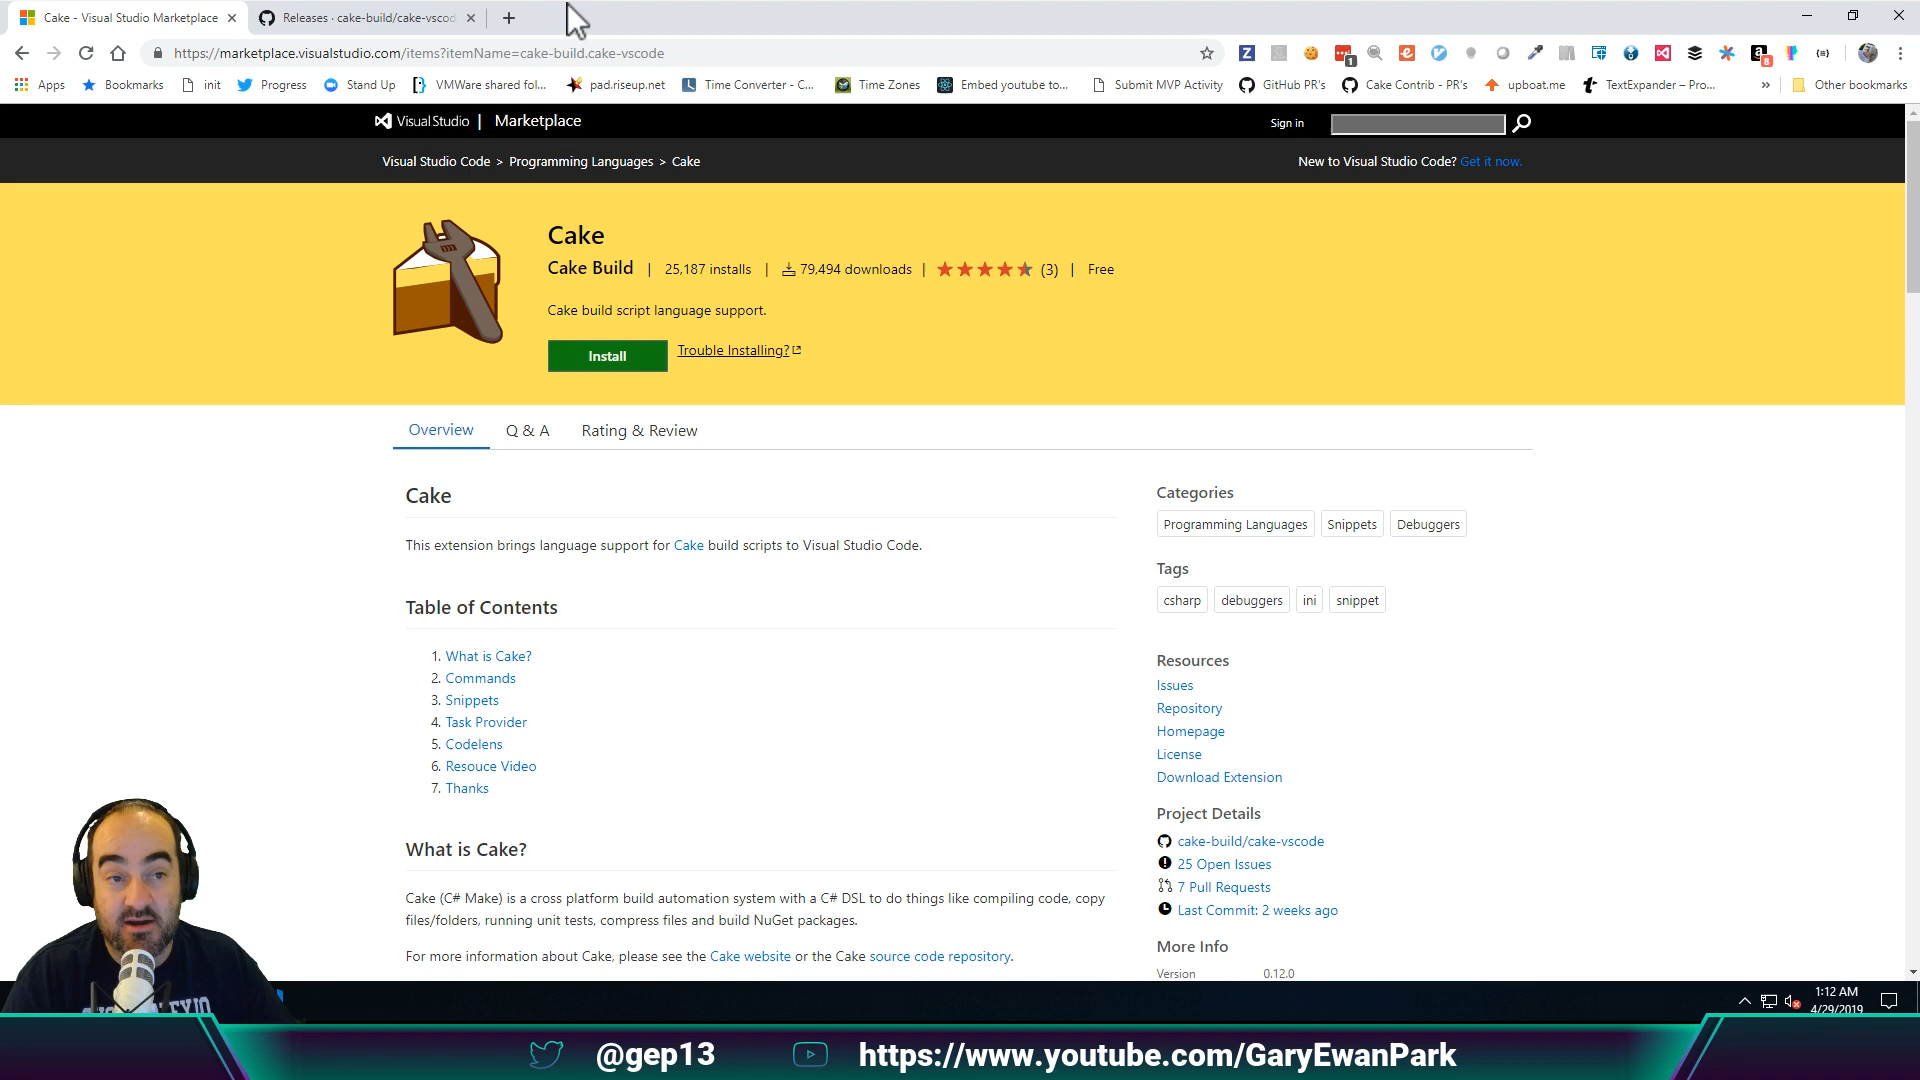 Cake - Visual Studio Marketplace
Releases · cake-build/cake-vscod
https://marketplace.visualstudio.com/items?itemName=cake-build.cake-vscode
1
8
Apps
Bookmarks
init
Progress
Stand Up
VMWare shared fol...
pad.riseup.net
Time Converter - C...
Time Zones
Embed youtube to...
Submit MVP Activity
GitHub PR's
Cake Contrib - PR's
upboat.me
TextExpander – Pro...
»
Other bookmarks
Visual Studio | Marketplace
Sign in
Visual Studio Code > Programming Languages > Cake
New to Visual Studio Code? Get it now.
Cake
Cake Build | 25,187 installs | 79,494 downloads | (3) | Free
Cake build script language support.
Install
Trouble Installing?
Overview
Q & A
Rating & Review
Cake
This extension brings language support for Cake build scripts to Visual Studio Code.
Table of Contents
1. What is Cake?
2. Commands
3. Snippets
4. Task Provider
5. Codelens
6. Resouce Video
7. Thanks
What is Cake?
Cake (C# Make) is a cross platform build automation system with a C# DSL to do things like compiling code, copy
files/folders, running unit tests, compress files and build NuGet packages.
For more information about Cake, please see the Cake website or the Cake source code repository.
Categories
Programming Languages
Snippets
Debuggers
Tags
csharp
debuggers
ini
snippet
Resources
Issues
Repository
Homepage
License
Download Extension
Project Details
cake-build/cake-vscode
25 Open Issues
7 Pull Requests
Last Commit: 2 weeks ago
More Info
Version 0.12.0
1:12 AM
4/29/2019
@gep13
https://www.youtube.com/GaryEwanPark